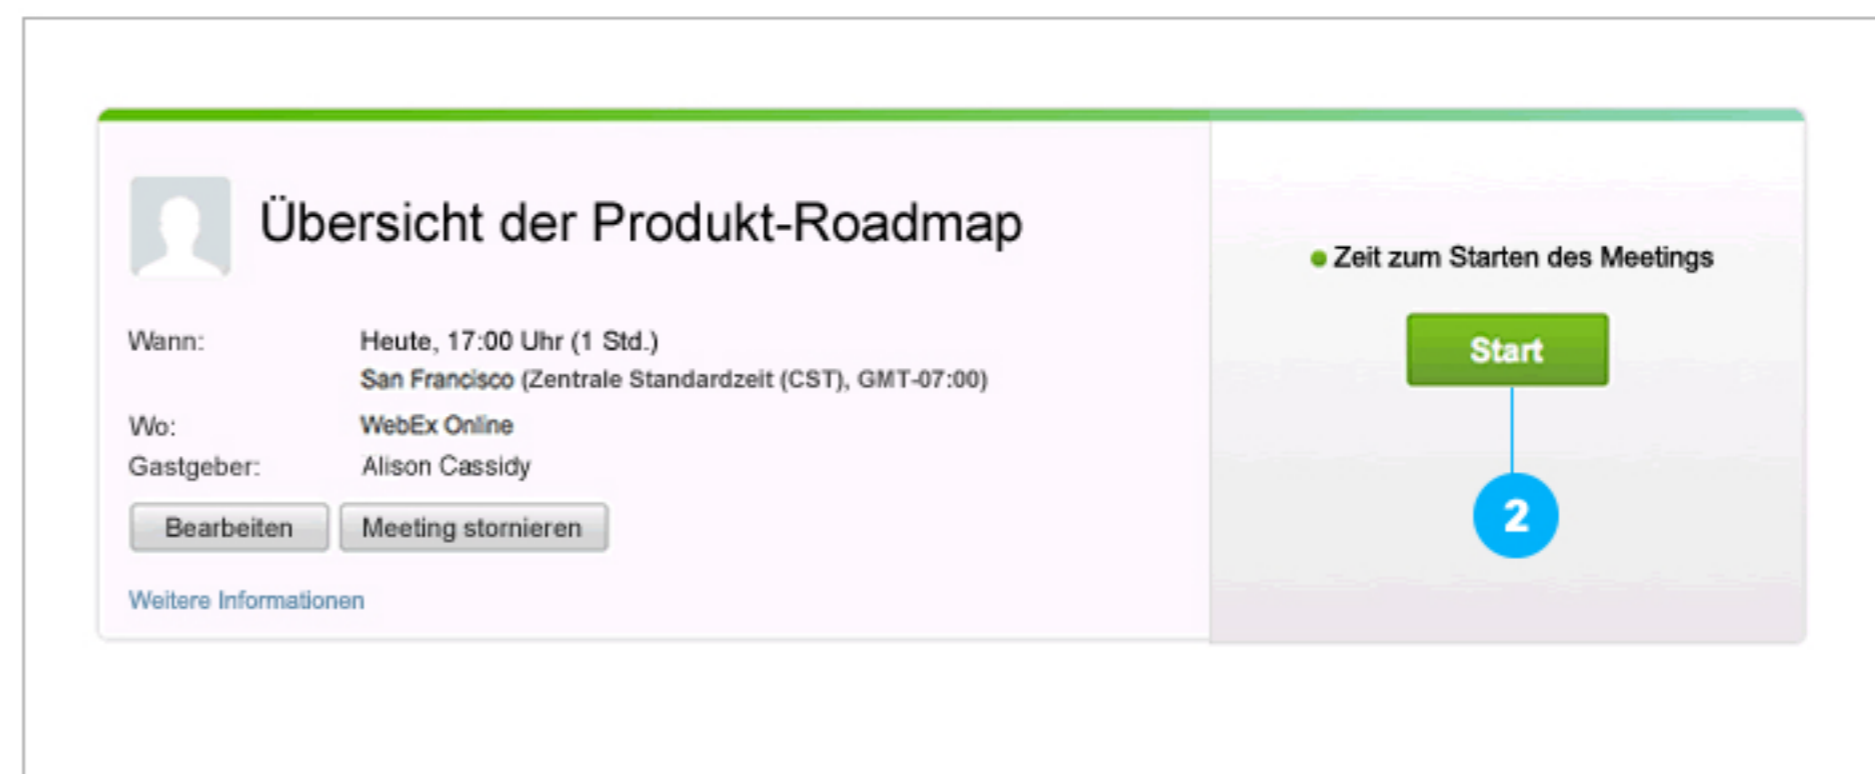 Übersicht der Produkt-Roadmap
Wann: Heute, 17:00 Uhr (1 Std.)
San Francisco (Zentrale Standardzeit (CST), GMT-07:00)
Wo: WebEx Online
Gastgeber: Alison Cassidy
Bearbeiten Meeting stornieren
Weitere Informationen
Zeit zum Starten des Meetings
Start
2